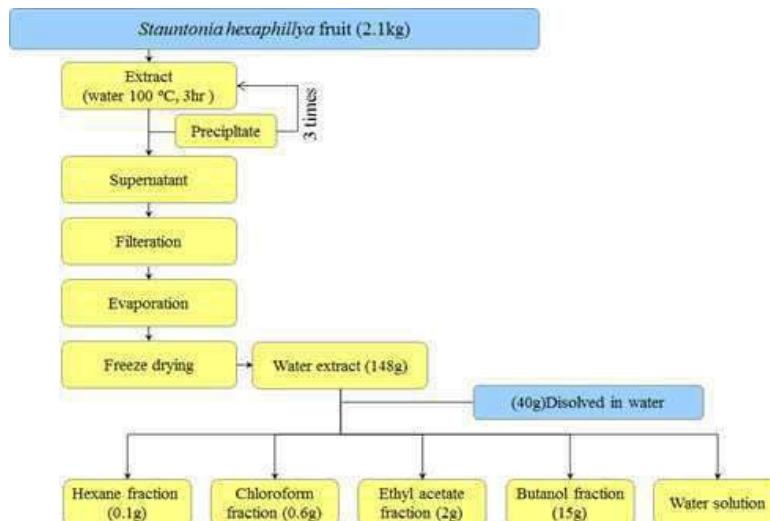 Stauntonia hexaphillya fruit (2.1kg)
Extract
(water 100 °C, 3hr )
Precipltate
3 times
Supernatant
Filteration
Evaporation
Freeze drying
Water extract (148g)
(40g)Disolved in water
Hexane fraction
(0.1g)
Chloroform
fraction (0.6g)
Ethyl acetate
fraction (2g)
Butanol fraction
(15g)
Water solution